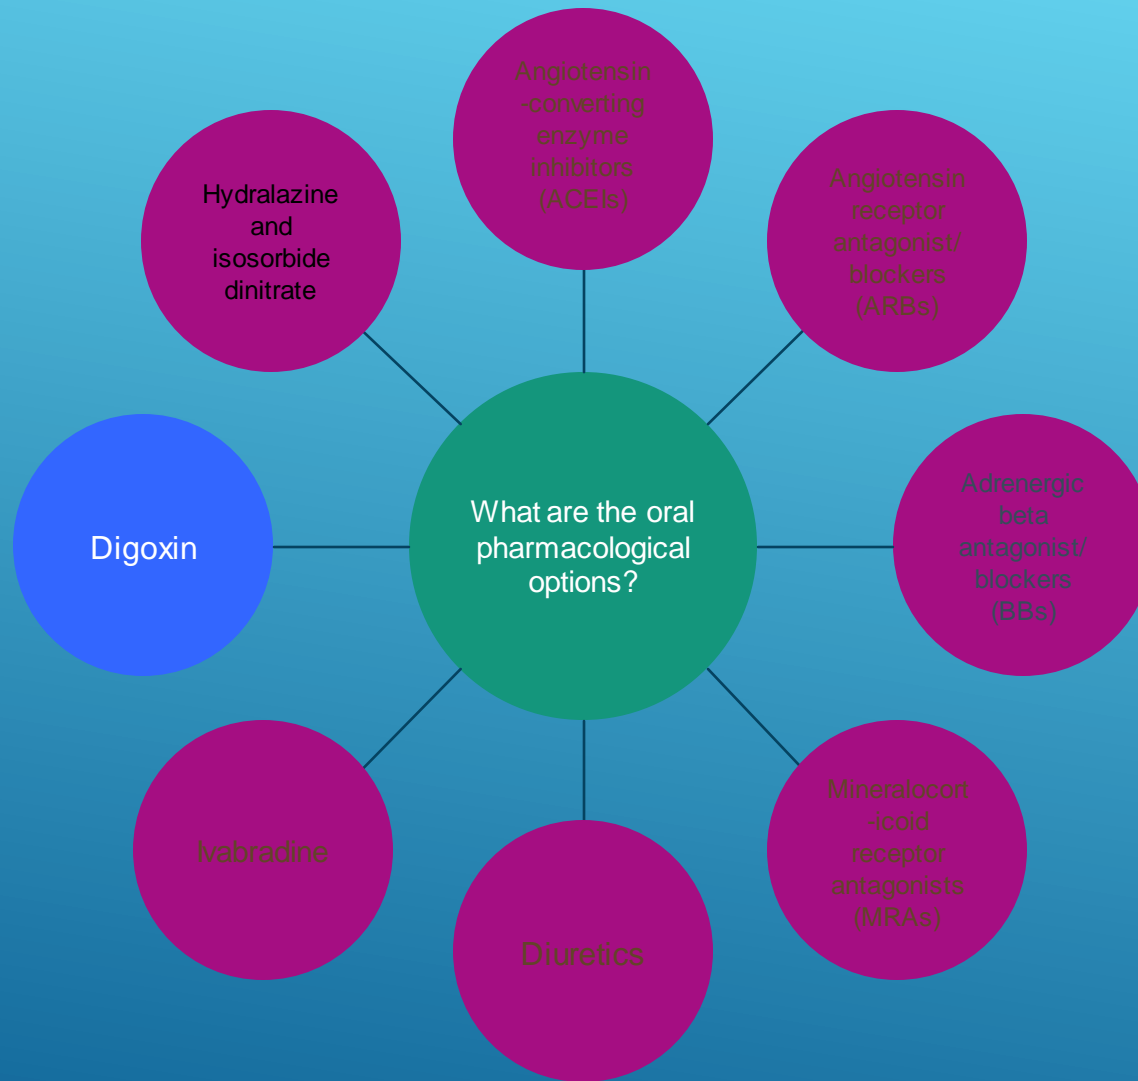 Angiotensin
-converting
enzyme
inhibitors
(ACEIs)
Hydralazine
and
isosorbide
dinitrate
Angiotensin
receptor
antagonist/
blockers
(ARBs)
Digoxin
What are the oral
pharmacological
options?
Adrenergic
beta
antagonist/
blockers
(BBs)
Ivabradine
Mineralocort
-icoid
receptor
antagonists
(MRAs)
Diuretics